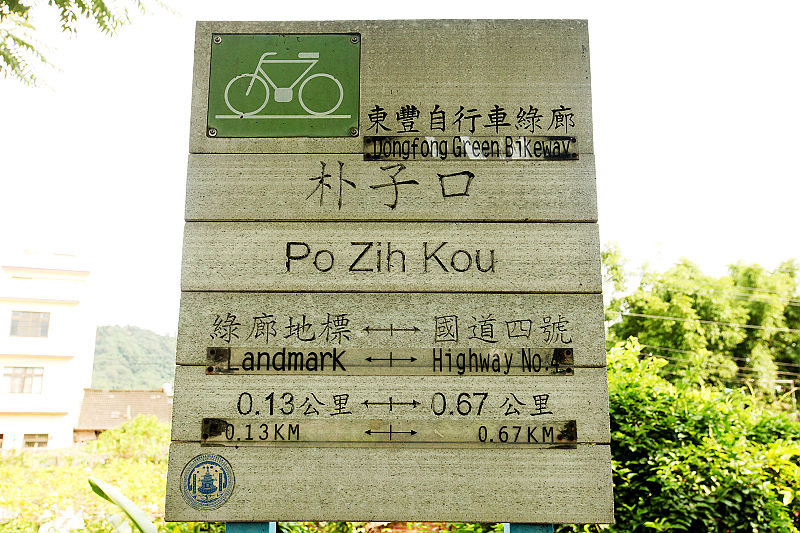 東豐自行車綠廊
Dongfong Green Bikeway
朴子口
Po Zih Kou
綠廊地標 ↔ 國道四號
Landmark ↔ Highway No.4
0.13公里 ↔ 0.67公里
0.13KM ↔ 0.67KM